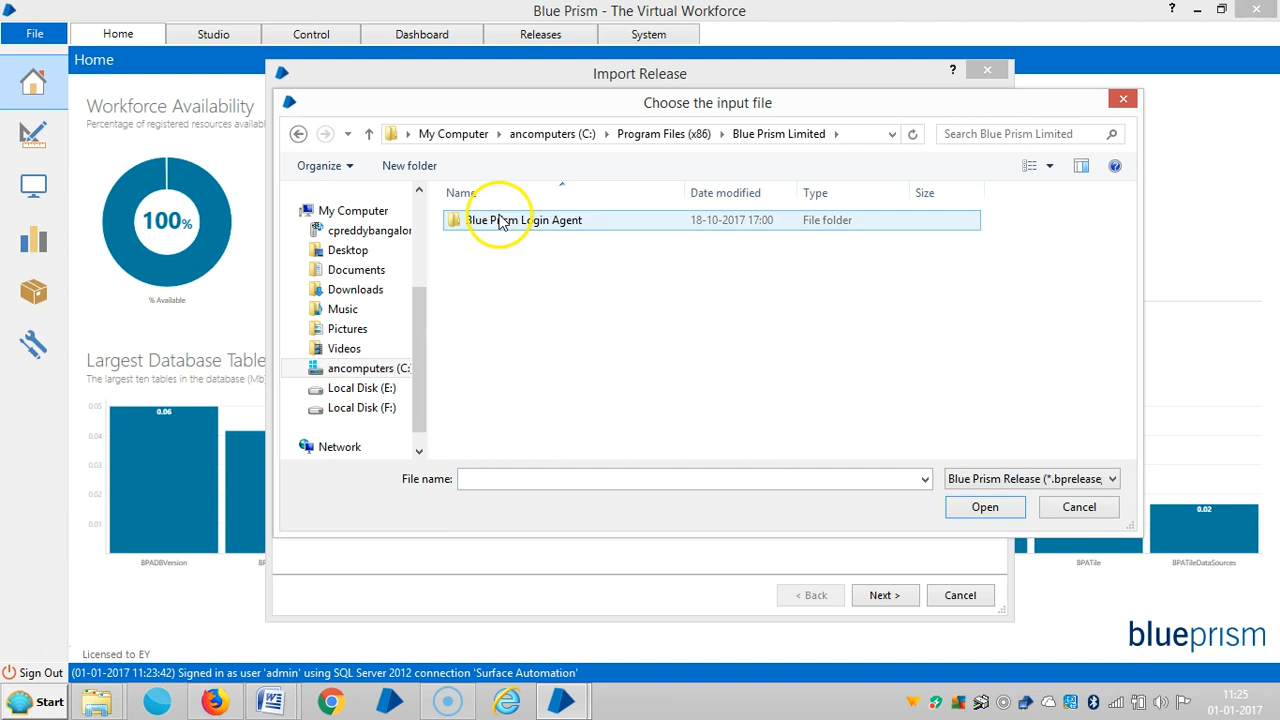 Blue Prism - The Virtual Workforce
File
Home
Studio
Control
Dashboard
Releases
System
Home
Workforce Availability
Percentage of registered resources availab
100%
% Available
Largest Database Table
The largest ten tables in the database (Mb
0.05
0.04
0.03
0.02
0.01
0.06
BPADBVersion
0.02
BPATile
BPATileDataSources
Import Release
Choose the input file
My Computer
ancomputers (C:)
Program Files (x86)
Blue Prism Limited
Search Blue Prism Limited
Organize
New folder
Name
Date modified
Type
Size
Blue Prism Login Agent
18-10-2017 17:00
File folder
My Computer
cpreddybangalor
Desktop
Documents
Downloads
Music
Pictures
Videos
ancomputers (C:
Local Disk (E:)
Local Disk (F:)
Network
File name:
Blue Prism Release (*.bprelease,
Open
Cancel
< Back
Next >
Cancel
blueprism
Licensed to EY
Sign Out
(01-01-2017 11:23:42) Signed in as user 'admin' using SQL Server 2012 connection 'Surface Automation'
Start
11:25
01-01-2017